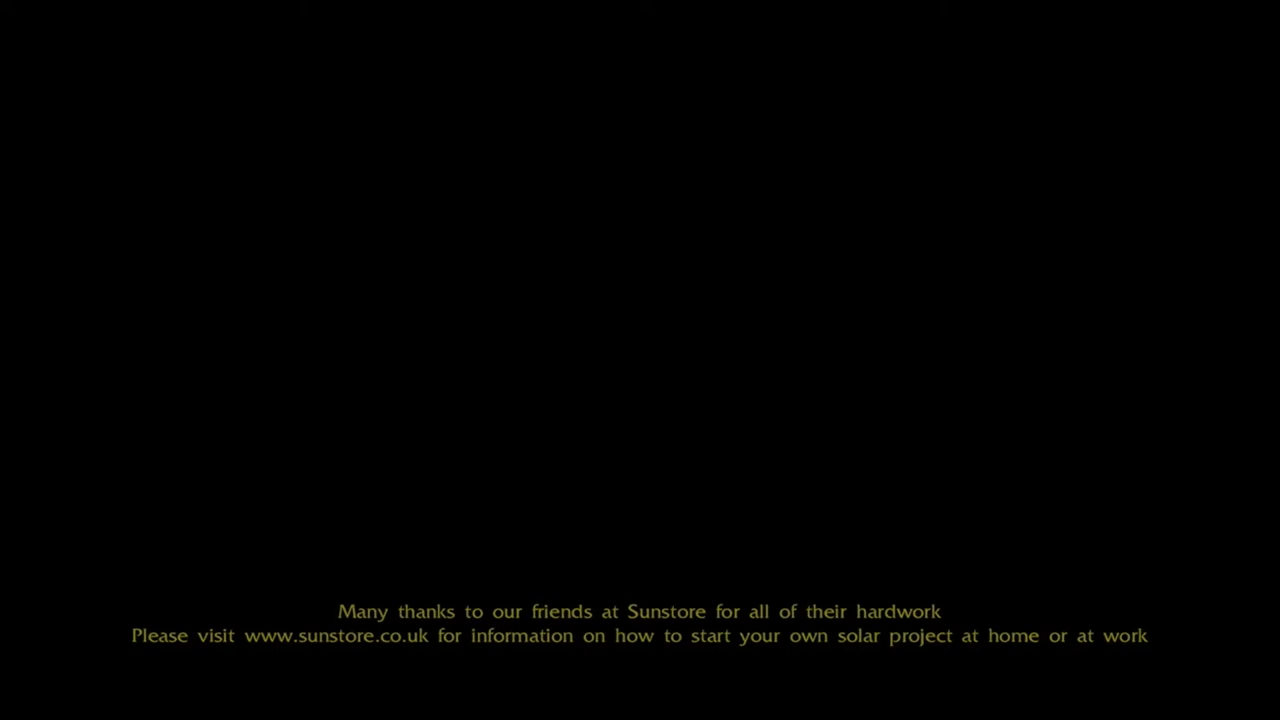 Many thanks to our friends at Sunstore for all of their hardwork
Please visit www.sunstore.co.uk for information on how to start your own solar project at home or at work